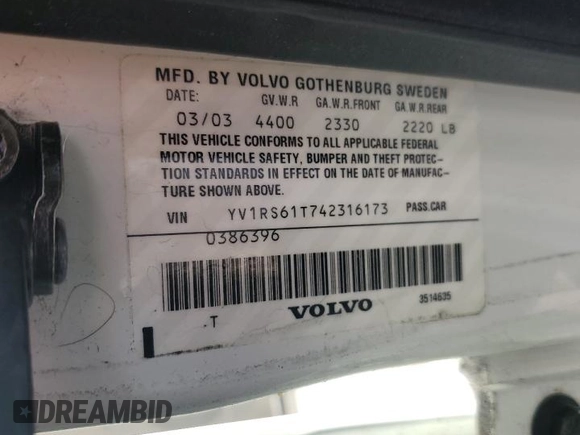 MFD. BY VOLVO GOTHENBURG SWEDEN
DATE: GV.W.R GA.W.R.FRONT GA.W.R.REAR
03/03 4400 2330 2220 LB
THIS VEHICLE CONFORMS TO ALL APPLICABLE FEDERAL
MOTOR VEHICLE SAFETY, BUMPER AND THEFT PROTEC-
TION STANDARDS IN EFFECT ON THE DATE OF MANUFAC-
TURE SHOWN ABOVE.
VIN YV1RS61T742316173 PASS.CAR
0386396
T VOLVO 3514635
DREAMBID